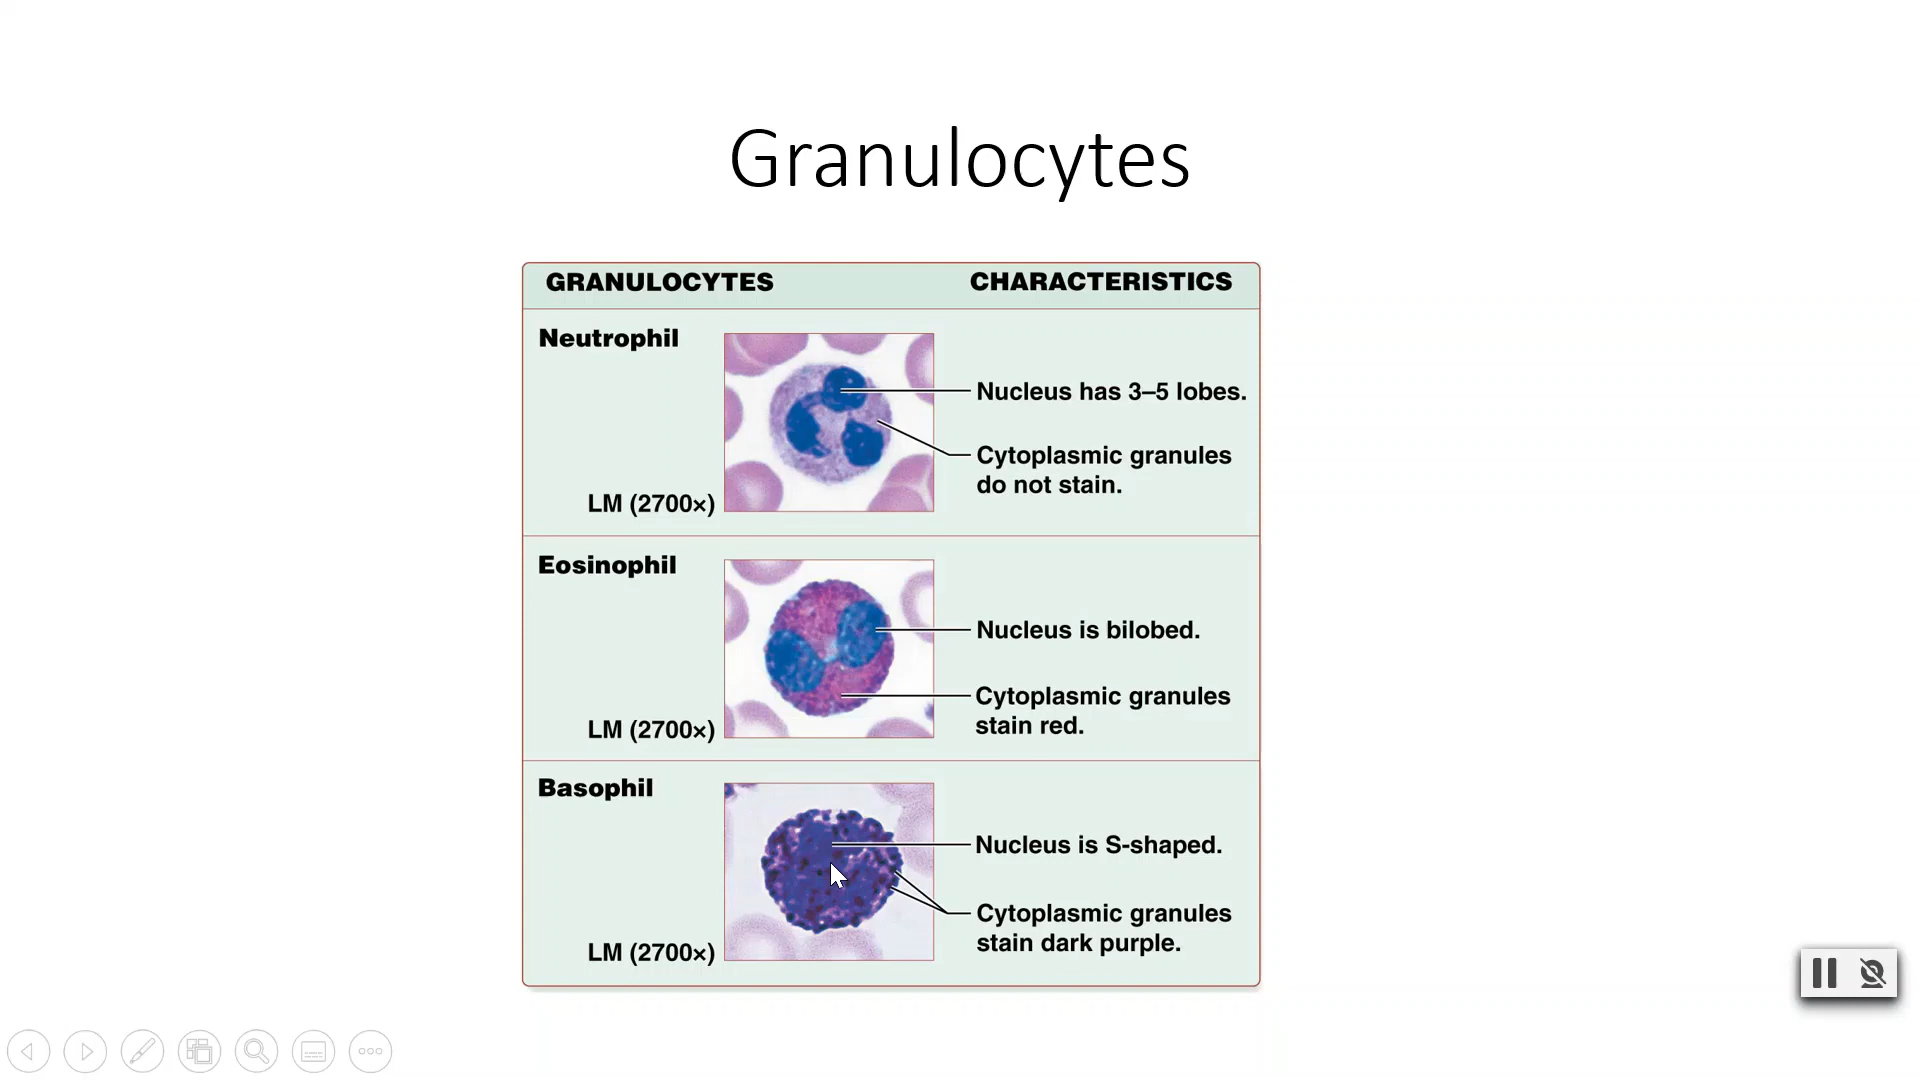 Granulocytes
GRANULOCYTES CHARACTERISTICS
Neutrophil
Nucleus has 3–5 lobes.
Cytoplasmic granules
do not stain.
LM (2700×)
Eosinophil
Nucleus is bilobed.
Cytoplasmic granules
stain red.
LM (2700×)
Basophil
Nucleus is S-shaped.
Cytoplasmic granules
stain dark purple.
LM (2700×)